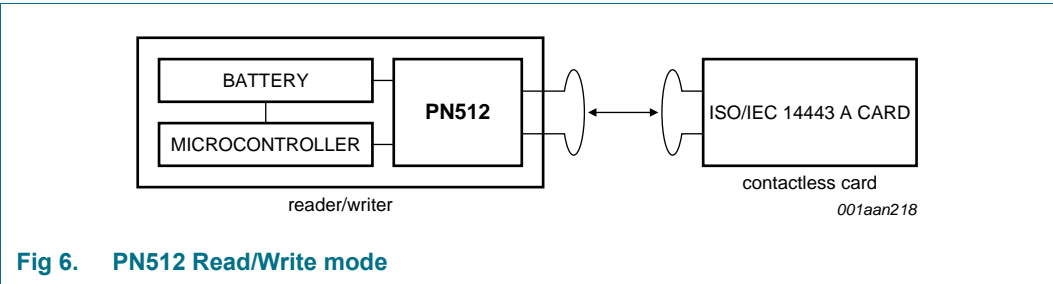 BATTERY
MICROCONTROLLER
PN512
ISO/IEC 14443 A CARD
reader/writer
contactless card
001aan218
Fig 6. PN512 Read/Write mode